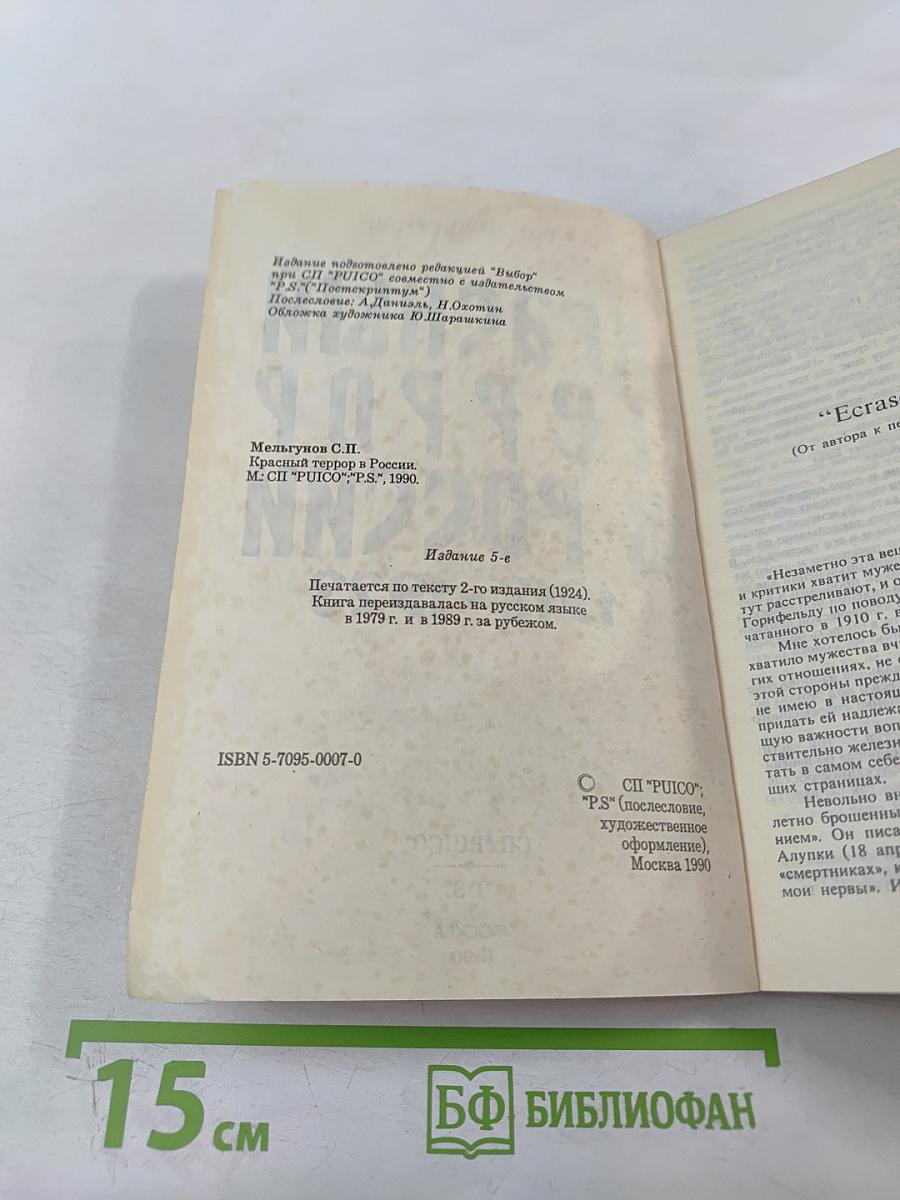 Издание подготовлено редакцией "Выбор"
при СП "PUICO" совместно с издательством
"P.S."("Постскриптум")
Послесловие: А.Даниэль, Н.Охотин
Обложка художника Ю.Шарашкина
Мельгунов С.П.
Красный террор в России.
М.: СП "PUICO";"P.S.", 1990.
Издание 5-е
Печатается по тексту 2-го издания (1924).
Книга переиздавалась на русском языке
в 1979 г. и в 1989 г. за рубежом.
ISBN 5-7095-0007-0
© СП "PUICO";
"P.S" (послесловие,
художественное
оформление),
Москва 1990
"Ecras
(От автора к пе
«Незаметно эта вещ
и критики хватит муже
тут расстреливают, и о
Горнфельду по поводу
чатанного в 1910 г. в
Мне хотелось бы
хватило мужества вч
гих отношениях, не
этой стороны прежд
не имею в настоящ
придать ей надлежа
щую важности воп
ствительно железн
тать в самом себе
щих страницах.
Невольно вн
летно брошенны
нием». Он писа
Алупки (18 апр
«смертниках», к
мои нервы». И
15 см
БФ БИБЛИОФАН